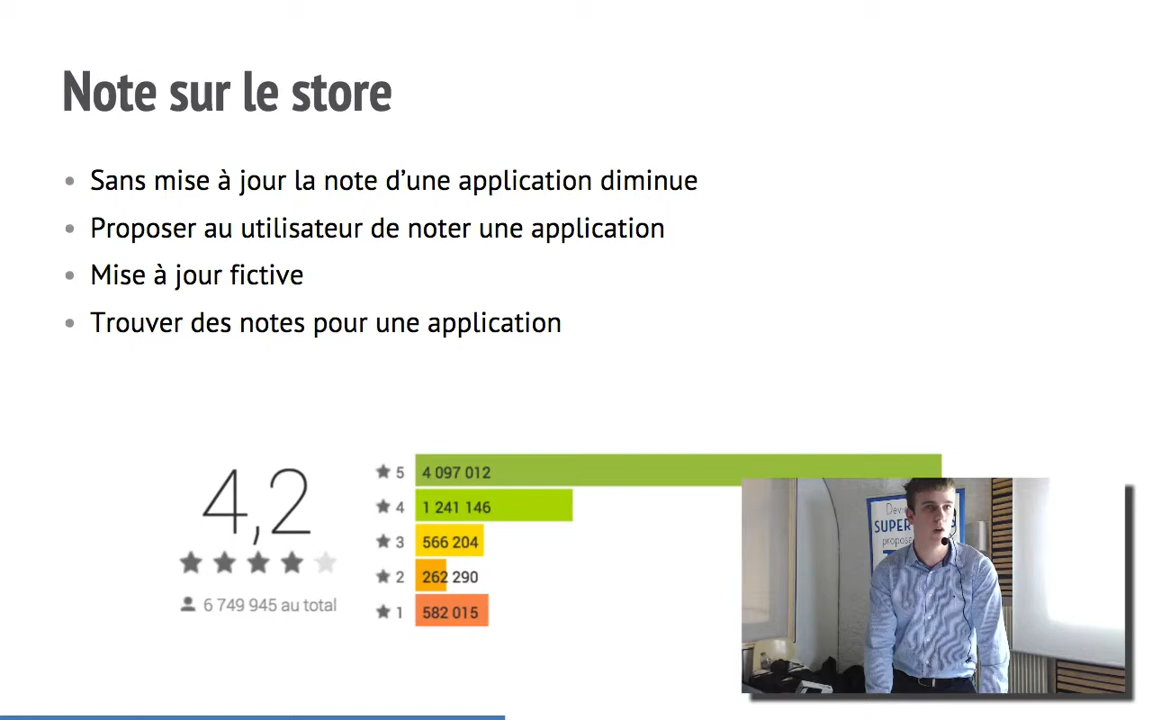 Note sur le store
Sans mise à jour la note d’une application diminue
Proposer au utilisateur de noter une application
Mise à jour fictive
Trouver des notes pour une application
4,2
6 749 945 au total
5 4 097 012
4 1 241 146
3 566 204
2 262 290
1 582 015
SUPER
propose